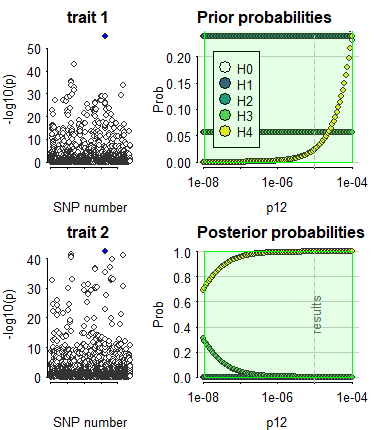 trait 1
-log10(p)
50
40
30
20
10
0
SNP number
Prior probabilities
Prob
0.20
0.15
0.10
0.05
0.00
H0
H1
H2
H3
H4
1e-08
1e-06
1e-04
p12
trait 2
-log10(p)
40
30
20
10
0
SNP number
Posterior probabilities
Prob
1.0
0.8
0.6
0.4
0.2
0.0
results
1e-08
1e-06
1e-04
p12